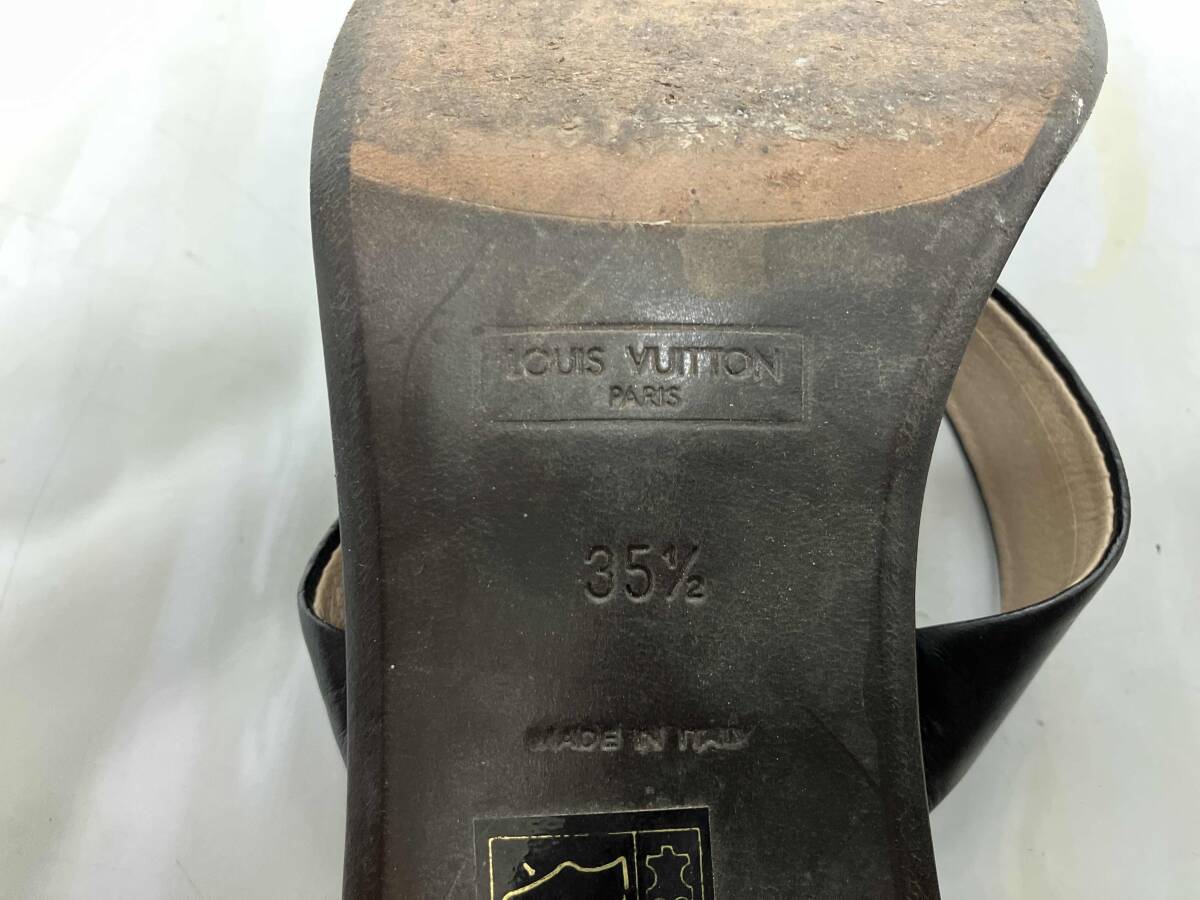 LOUIS VUITTON
PARIS
35½
MADE IN ITALY